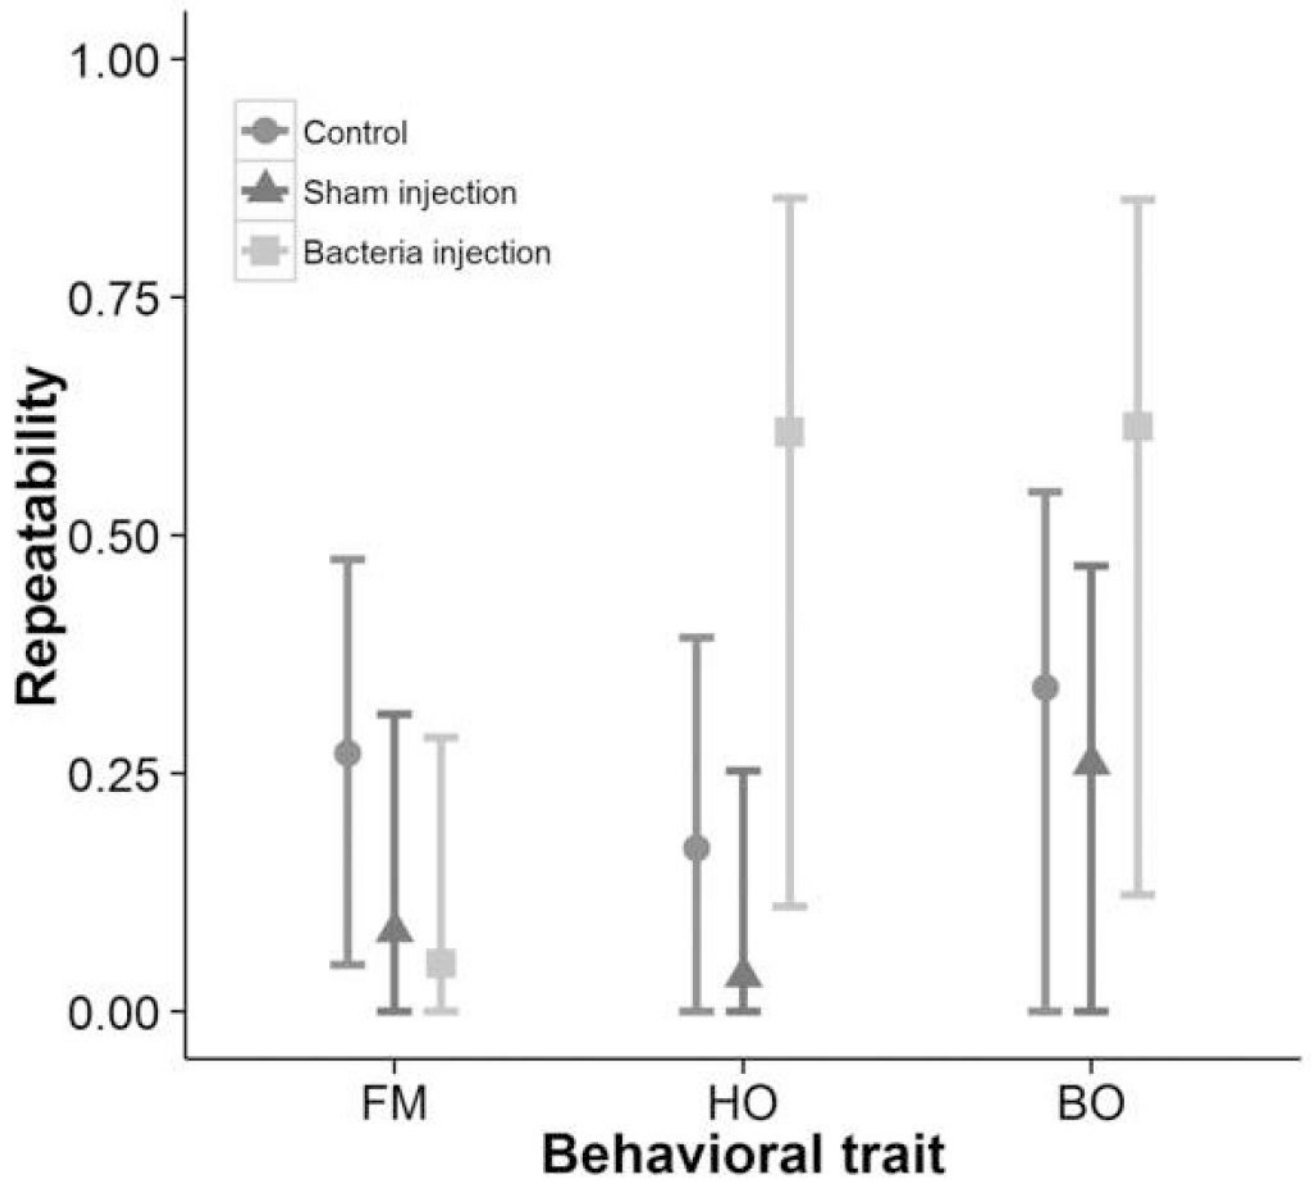 1.00
Control
Sham injection
Bacteria injection
0.75
0.50
0.25
0.00
Repeatability
FM HO BO
Behavioral trait